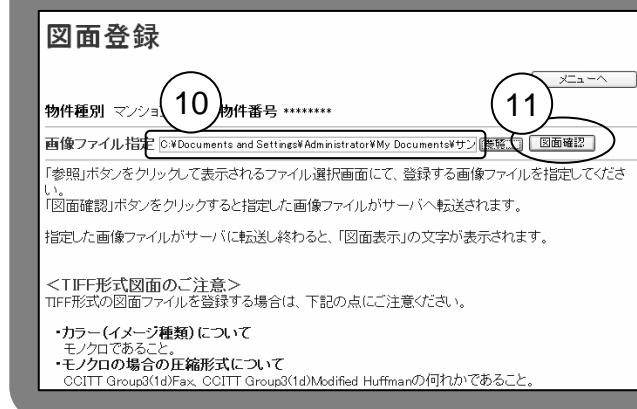 図面登録
メニューへ
物件種別 マンショ 10 物件番号 ******** 11
画像ファイル指定 C:¥Documents and Settings¥Administrator¥My Documents¥サン 参照... 図面確認
「参照」ボタンをクリックして表示されるファイル選択画面にて、登録する画像ファイルを指定してくださ
い。
「図面確認」ボタンをクリックすると指定した画像ファイルがサーバへ転送されます。
指定した画像ファイルがサーバに転送し終わると、「図面表示」の文字が表示されます。
＜TIFF形式図面のご注意＞
TIFF形式の図面ファイルを登録する場合は、下記の点にご注意ください。
・カラー(イメージ種類)について
モノクロであること。
・モノクロの場合の圧縮形式について
CCITT Group3(1d)Fax, CCITT Group3(1d)Modified Huffmanの何れかであること。